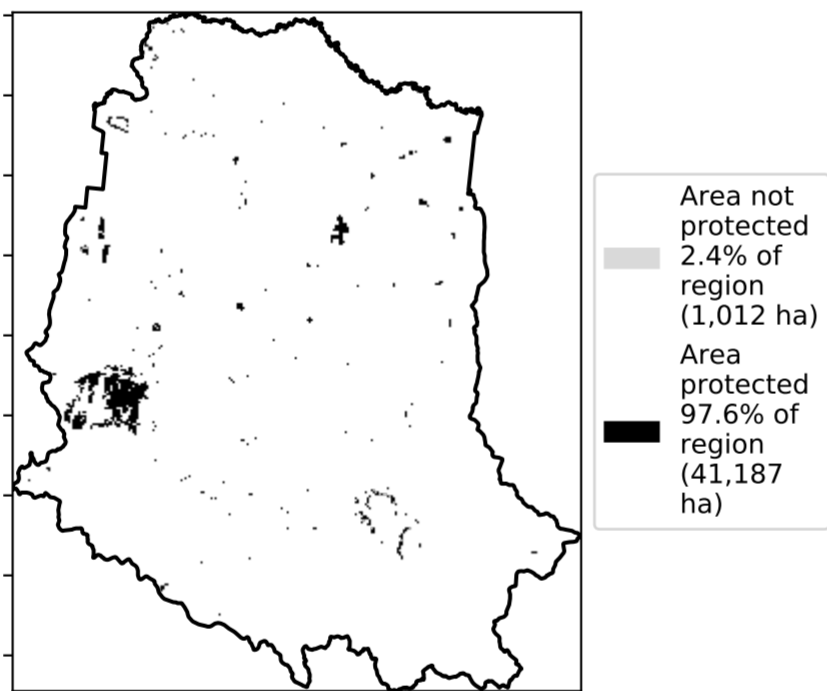 Area not
protected
2.4% of
region
(1,012 ha)
Area
protected
97.6% of
region
(41,187
ha)